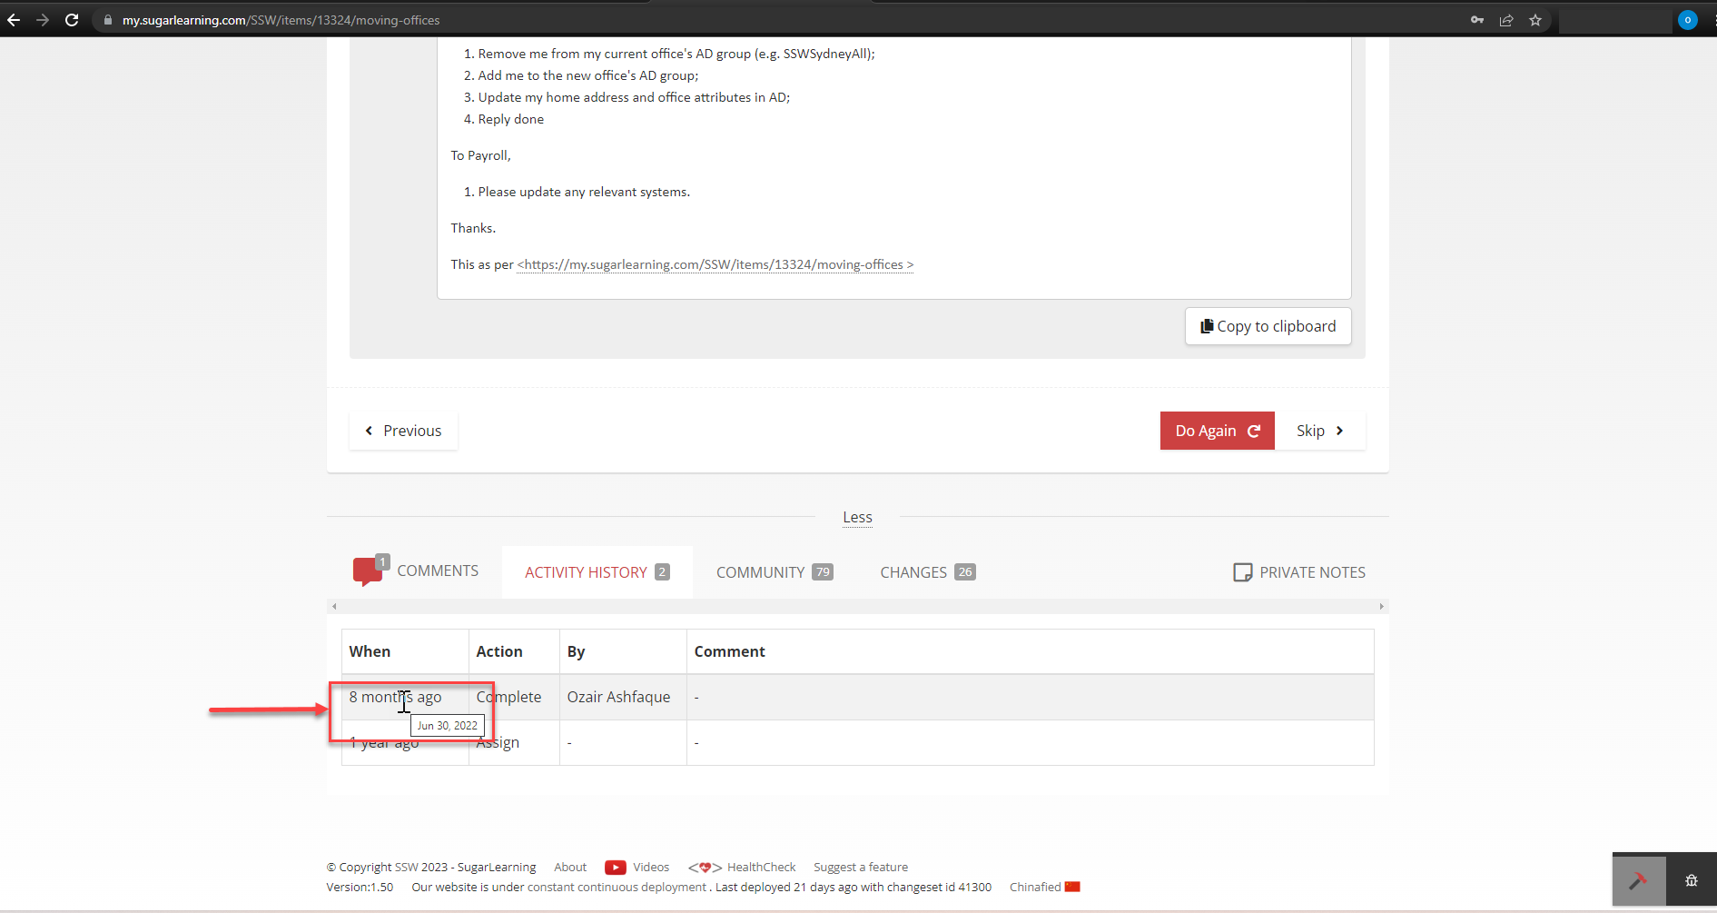 my.sugarlearning.com/SSW/items/13324/moving-offices
O
1. Remove me from my current office's AD group (e.g. SSWSydneyAll);
2. Add me to the new office's AD group;
3. Update my home address and office attributes in AD;
4. Reply done
To Payroll,
1. Please update any relevant systems.
Thanks.
This as per <https://my.sugarlearning.com/SSW/items/13324/moving-offices >
Copy to clipboard
Previous
Do Again
Skip
Less
1 COMMENTS
ACTIVITY HISTORY 2
COMMUNITY 79
CHANGES 26
PRIVATE NOTES
When Action By Comment
8 months ago Complete Ozair Ashfaque -
Jun 30, 2022
1 year ago Assign - -
© Copyright SSW 2023 - SugarLearning About Videos <❤> HealthCheck Suggest a feature
Version:1.50 Our website is under constant continuous deployment . Last deployed 21 days ago with changeset id 41300 Chinafied